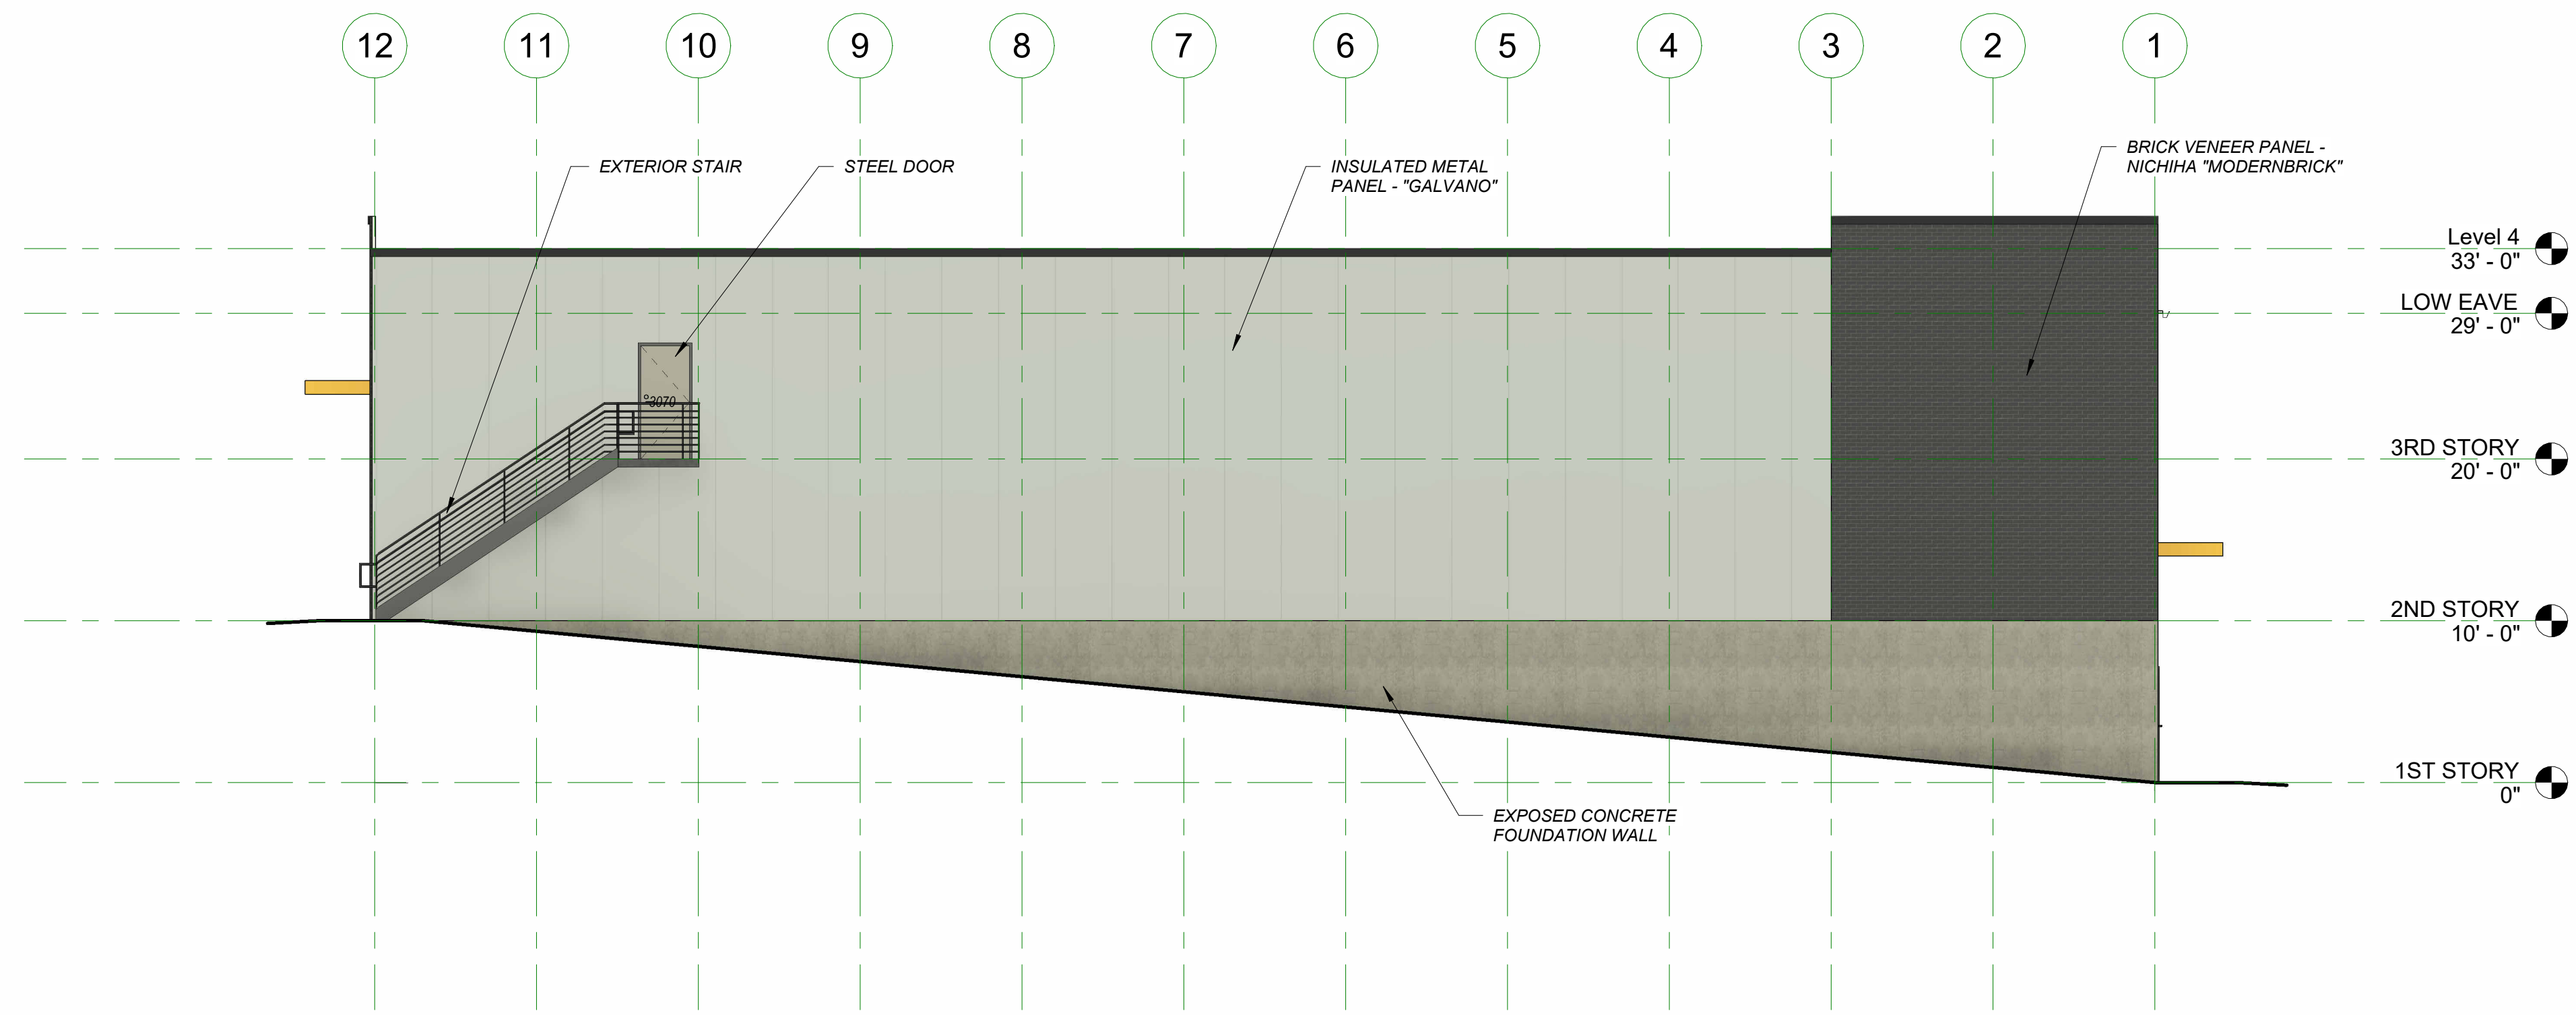 12 11 10 9 8 7 6 5 4 3 2 1
EXTERIOR STAIR
STEEL DOOR
INSULATED METAL
PANEL - "GALVANO"
BRICK VENEER PANEL -
NICHIHA "MODERNBRICK"
Level 4
33' - 0"
LOW EAVE
29' - 0"
3070
3RD STORY
20' - 0"
2ND STORY
10' - 0"
1ST STORY
0"
EXPOSED CONCRETE
FOUNDATION WALL